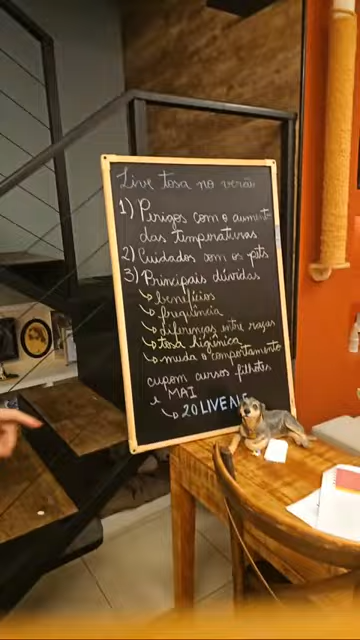 Live tosa no verão
1) Perigos com o aumento
das temperaturas
2) Cuidados com os pets
3) Principais dúvidas
↳ benefícios
↳ frequência
↳ diferenças entre raças
↳ tosa higiênica
↳ muda o comportamento
cupom cursos filhotes
e MAI
↳ 20LIVE